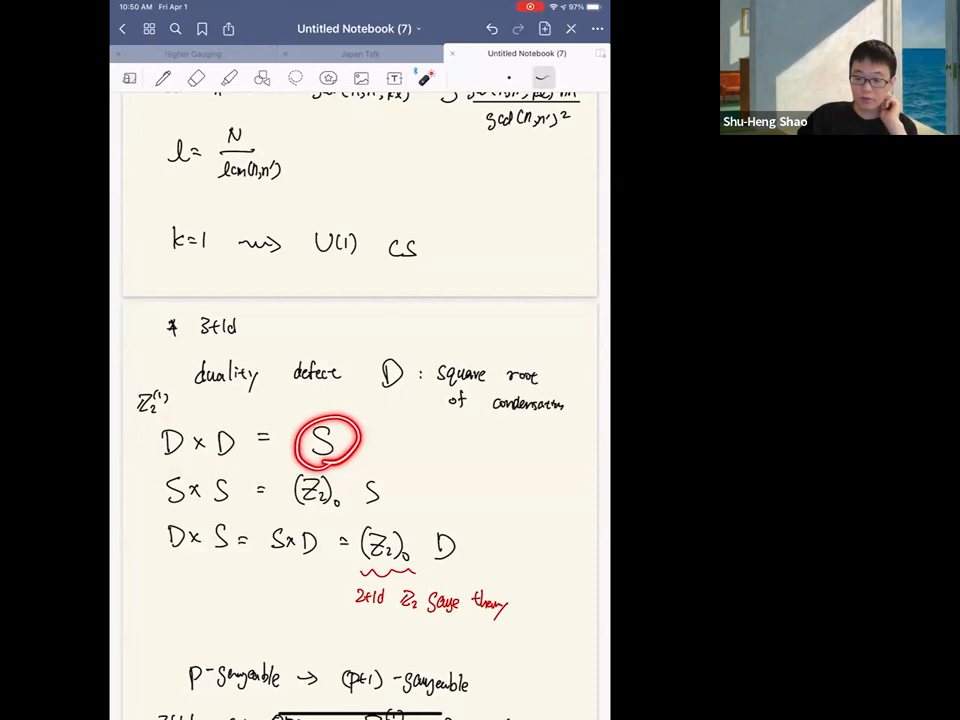 10:50 AM Fri Apr 1
97%
Untitled Notebook (7)
Higher Gauging
Japan Talk
Untitled Notebook (7)
gcd(n,n')²
l = N / lcm(n,n')
k=1 ⇝ U(1) CS
* 3+1d
duality defect D : square root
of condensation
Z₂⁽¹⁾
D × D = S
S × S = (Z₂)₀ S
D × S = S × D = (Z₂)₀ D
2+1d Z₂ gauge theory
p-gaugeable → (p+1)-gaugeable
Shu-Heng Shao